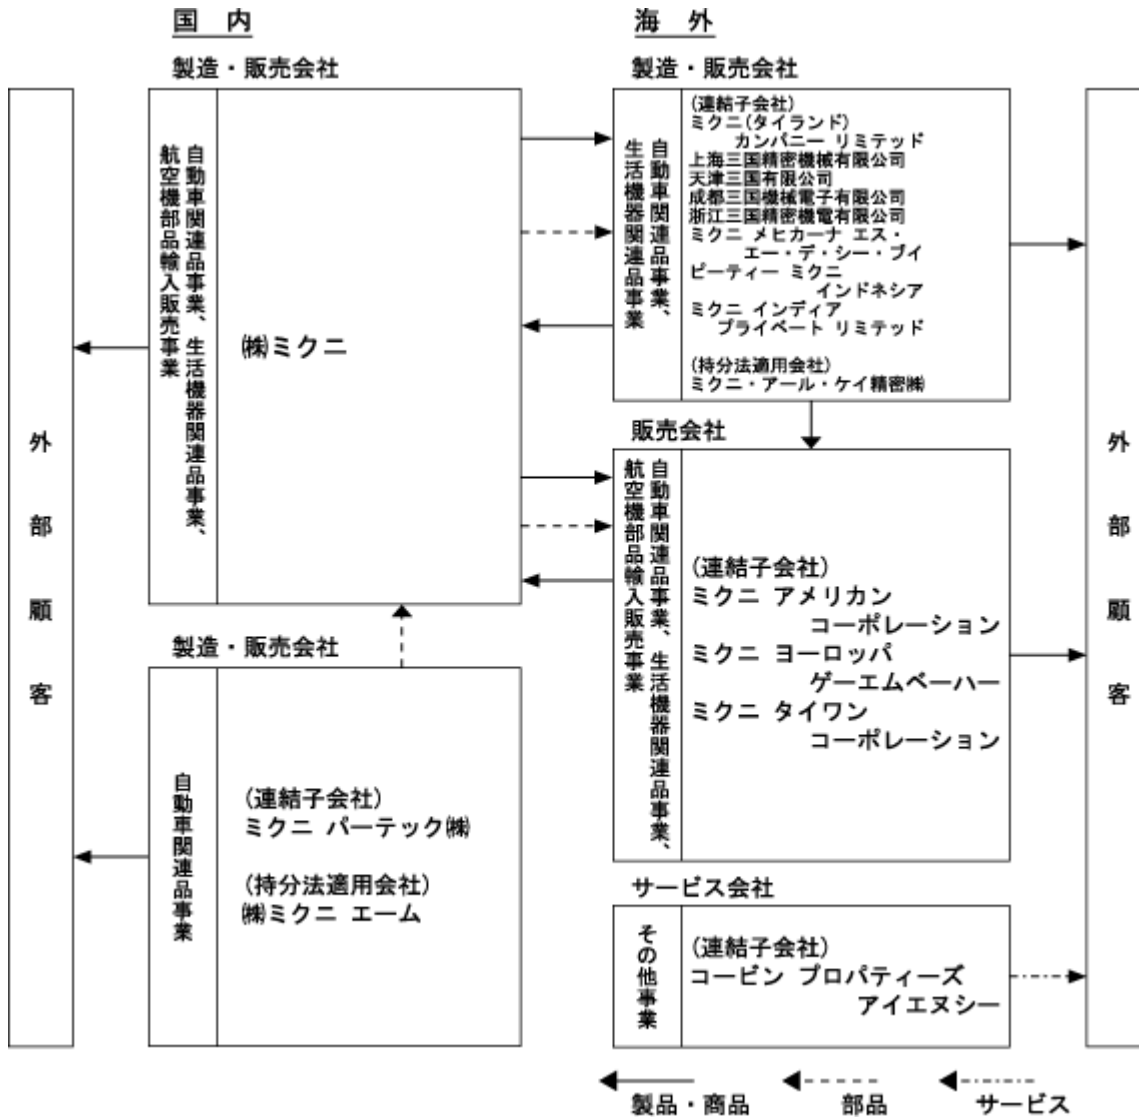 国 内
製造・販売会社
自動車関連品事業、生活機器関連品事業、
航空機部品輸入販売事業
㈱ミクニ
製造・販売会社
自動車関連品事業
(連結子会社)
ミクニ パーテック㈱
(持分法適用会社)
㈱ミクニ エーム
外部顧客
海 外
製造・販売会社
自動車関連品事業、
生活機器関連品事業
(連結子会社)
ミクニ(タイランド)
カンパニー リミテッド
上海三国精密機械有限公司
天津三国有限公司
成都三国機械電子有限公司
浙江三国精密機電有限公司
ミクニ メヒカーナ エス・
エー・デ・シー・ブイ
ピーティー ミクニ
インドネシア
ミクニ インディア
プライベート リミテッド
(持分法適用会社)
ミクニ・アール・ケイ精密㈱
販売会社
自動車関連品事業、生活機器関連品事業、
航空機部品輸入販売事業
(連結子会社)
ミクニ アメリカン
コーポレーション
ミクニ ヨーロッパ
ゲーエムベーハー
ミクニ タイワン
コーポレーション
サービス会社
その他事業
(連結子会社)
コービン プロパティーズ
アイエヌシー
外部顧客
製品・商品
部品
サービス